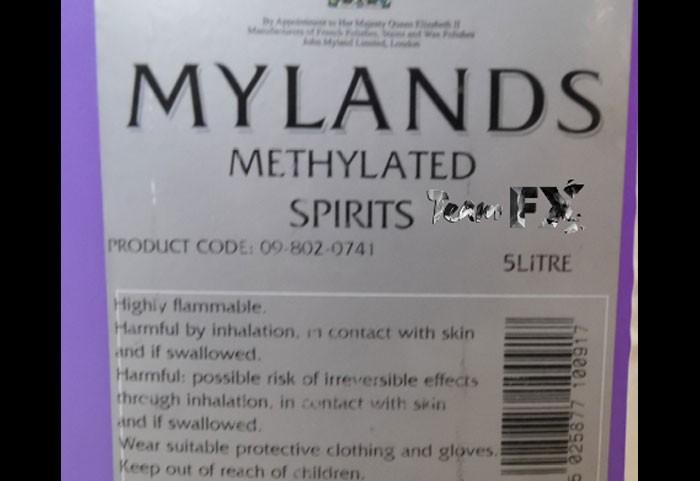 By Appointment to Her Majesty Queen Elizabeth II
Manufacturers of French Polishes, Stains and Wax Polishes
John Myland Limited, London
MYLANDS
METHYLATED
SPIRITS
Team FX
PRODUCT CODE: 09-802-0741
5LiTRE
Highly flammable.
Harmful by inhalation, in contact with skin
and if swallowed.
Harmful: possible risk of irreversible effects
through inhalation, in contact with skin
and if swallowed.
Wear suitable protective clothing and gloves.
Keep out of reach of children.
5 025877 100917